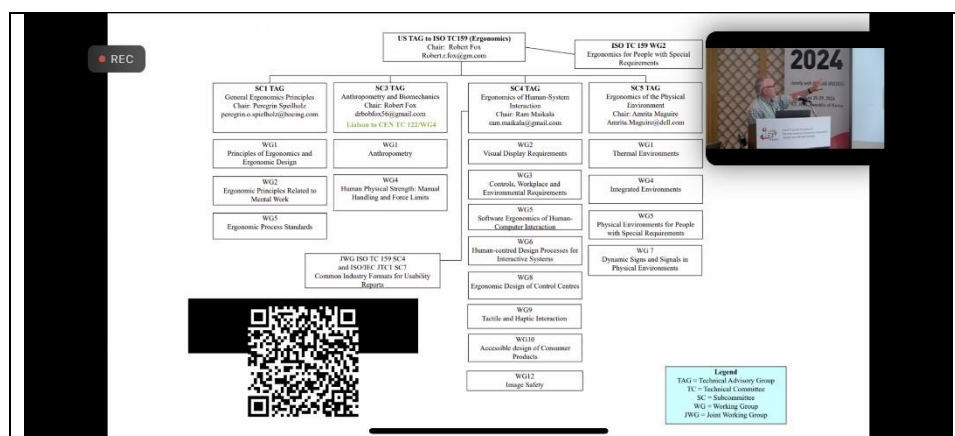 REC
US TAG to ISO TC159 (Ergonomics)
Chair: Robert Fox
Robert.r.fox@gm.com
ISO TC 159 WG2
Ergonomics for People with Special
Requirements
SC1 TAG
General Ergonomics Principles
Chair: Peregrin Speilholz
peregrin.o.spielholz@boeing.com
WG1
Principles of Ergonomics and
Ergonomic Design
WG2
Ergonomic Principles Related to
Mental Work
WG5
Ergonomic Process Standards
SC3 TAG
Anthropometry and Biomechanics
Chair: Robert Fox
drbobfox56@gmail.com
Liaison to CEN TC 122/WG4
WG1
Anthropometry
WG4
Human Physical Strength: Manual
Handling and Force Limits
JWG ISO TC 159 SC4
and ISO/IEC JTC1 SC7
Common Industry Formats for Usability
Reports
SC4 TAG
Ergonomics of Human-System
Interaction
Chair: Ram Maikala
ram.maikala@gmail.com
WG2
Visual Display Requirements
WG3
Controls, Workplace and
Environmental Requirements
WG5
Software Ergonomics of Human-
Computer Interaction
WG6
Human-centred Design Processes for
Interactive Systems
WG8
Ergonomic Design of Control Centres
WG9
Tactile and Haptic Interaction
WG10
Accessible design of Consumer
Products
WG12
Image Safety
SC5 TAG
Ergonomics of the Physical
Environment
Chair: Amrita Maguire
Amrita.Maguire@dell.com
WG1
Thermal Environments
WG4
Integrated Environments
WG5
Physical Environments for People
with Special Requirements
WG 7
Dynamic Signs and Signals in
Physical Environments
2024
Legend
TAG = Technical Advisory Group
TC = Technical Committee
SC = Subcommittee
WG = Working Group
JWG = Joint Working Group